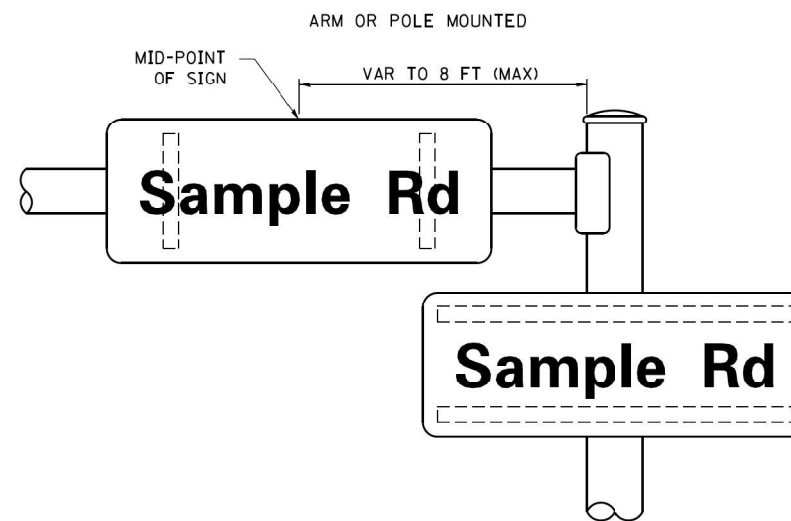 ARM OR POLE MOUNTED
MID-POINT
OF SIGN
VAR TO 8 FT (MAX)
Sample Rd
Sample Rd